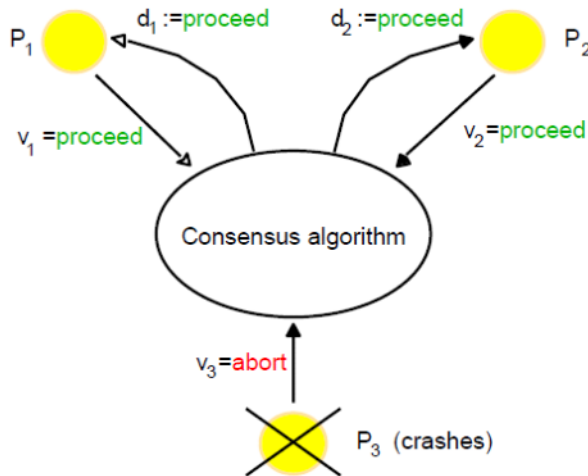 d1 :=proceed
d2 :=proceed
P1
P2
v1 =proceed
v2=proceed
Consensus algorithm
v3=abort
P3 (crashes)